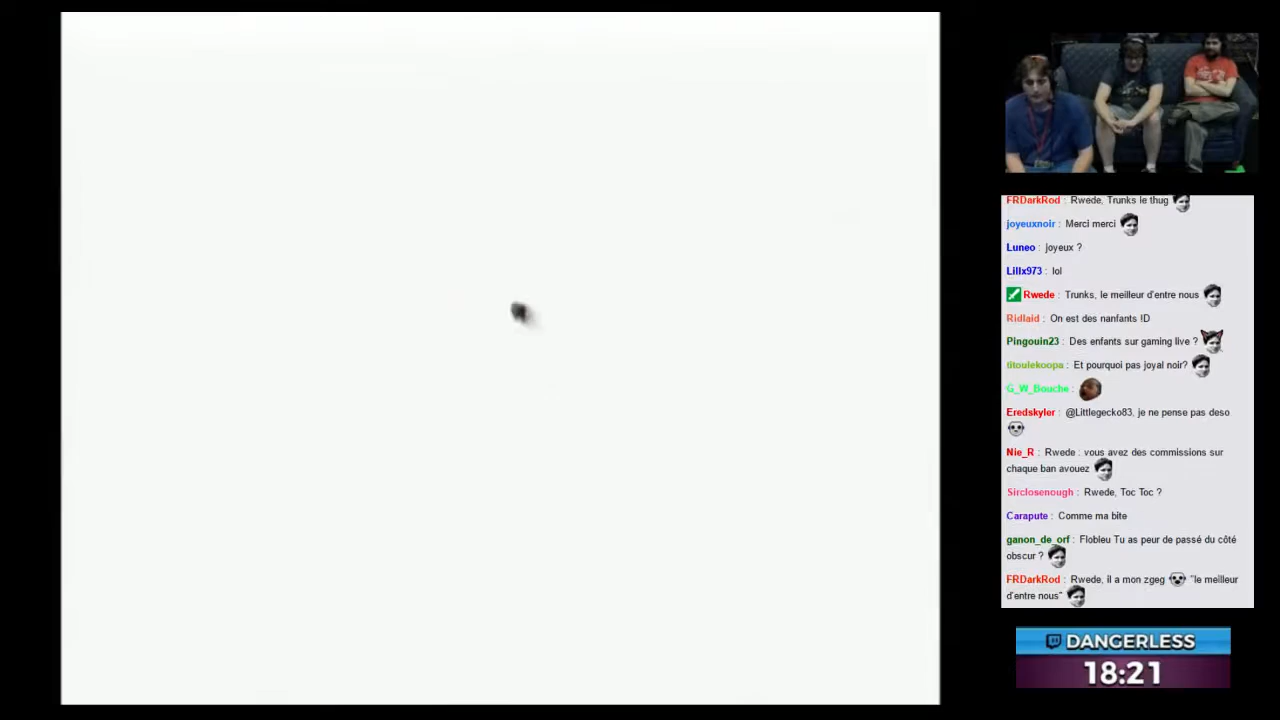 FRDarkRod : Rwede, Trunks le thug
joyeuxnoir : Merci merci
Luneo : joyeux ?
Lillx973 : lol
Rwede : Trunks, le meilleur d'entre nous
Ridlaid : On est des nanfants !D
Pingouin23 : Des enfants sur gaming live ?
titoulekoopa : Et pourquoi pas joyal noir?
G_W_Bouche :
Eredskyler : @Littlegecko83, je ne pense pas deso
Nie_R : Rwede : vous avez des commissions sur
chaque ban avouez
Sirclosenough : Rwede, Toc Toc ?
Carapute : Comme ma bite
ganon_de_orf : Flobleu Tu as peur de passé du côté
obscur ?
FRDarkRod : Rwede, il a mon zgeg "le meilleur
d'entre nous"
DANGERLESS
18:21